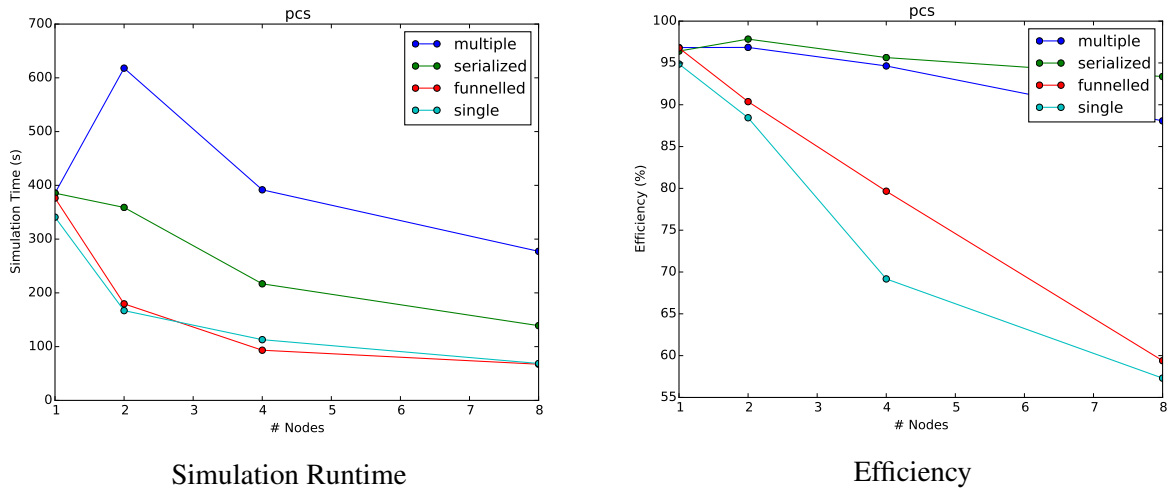 pcs
700
600
500
400
300
200
100
0
Simulation Time (s)
1 2 3 4 5 6 7 8
# Nodes
multiple
serialized
funnelled
single
Simulation Runtime
pcs
100
95
90
85
80
75
70
65
60
55
Efficiency (%)
1 2 3 4 5 6 7 8
# Nodes
multiple
serialized
funnelled
single
Efficiency